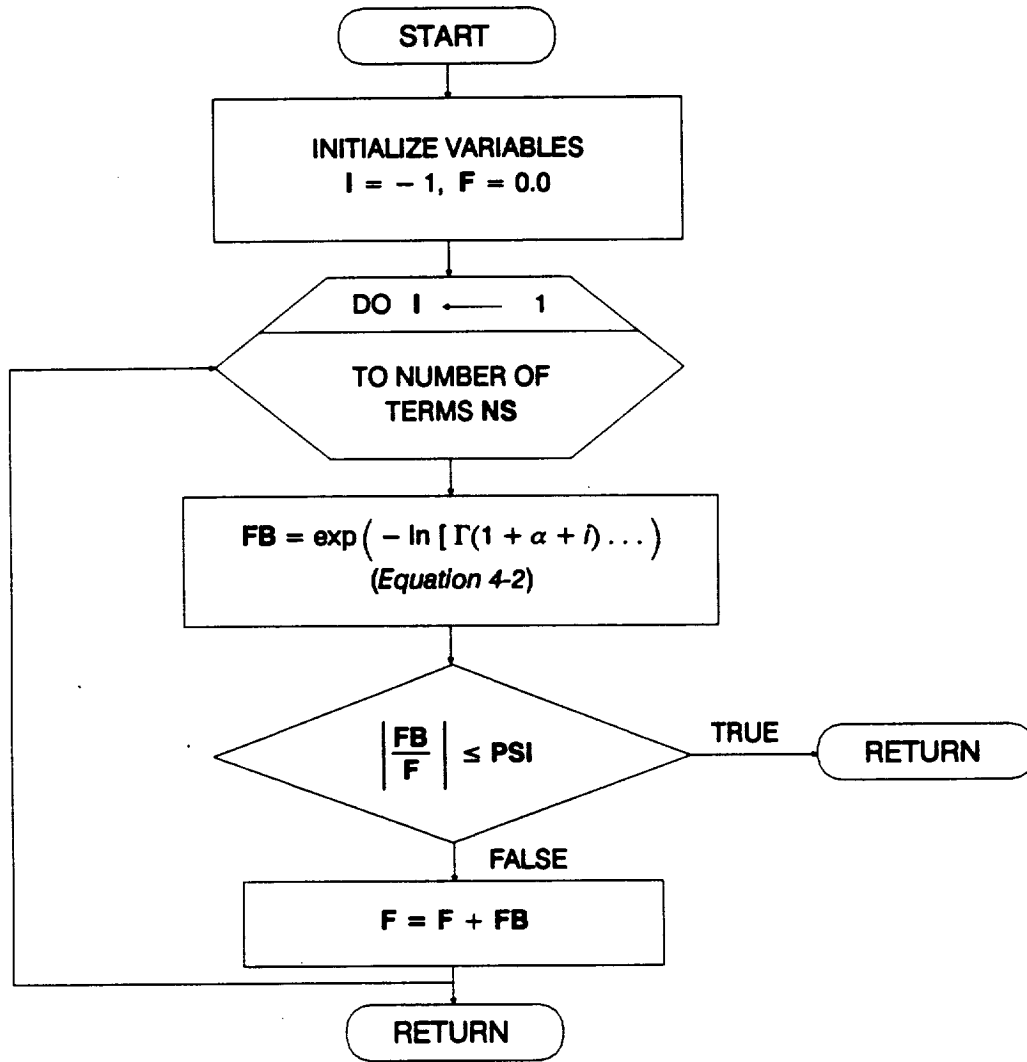 START
INITIALIZE VARIABLES
I = − 1, F = 0.0
DO I ← 1
TO NUMBER OF
TERMS NS
FB = exp ( − ln [ Γ(1 + α + i) . . . )
(Equation 4-2)
| FB / F | ≤ PSI
TRUE
RETURN
FALSE
F = F + FB
RETURN